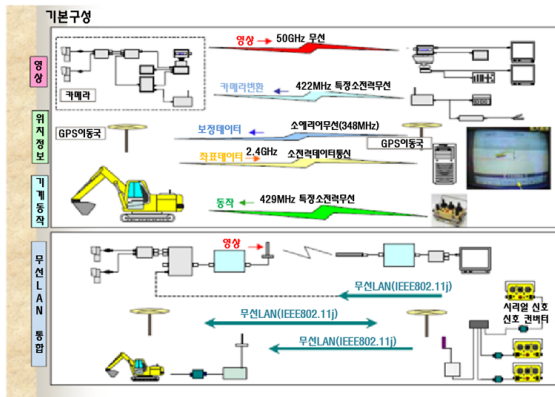 기본구성
영상
영상 50GHz 무선
카메라
카메라변환 422MHz 특정소전력무선
위치정보
GPS이동국
보정데이터 소에리어무선(348MHz)
GPS이동국
좌표데이터 2.4GHz 소전력데이터통신
기계동작
동작 429MHz 특정소전력무선
무선LAN 통합
영상
무선LAN(IEEE802.11j)
시리얼 신호
신호 컨버터
무선LAN(IEEE802.11j)
무선LAN(IEEE802.11j)